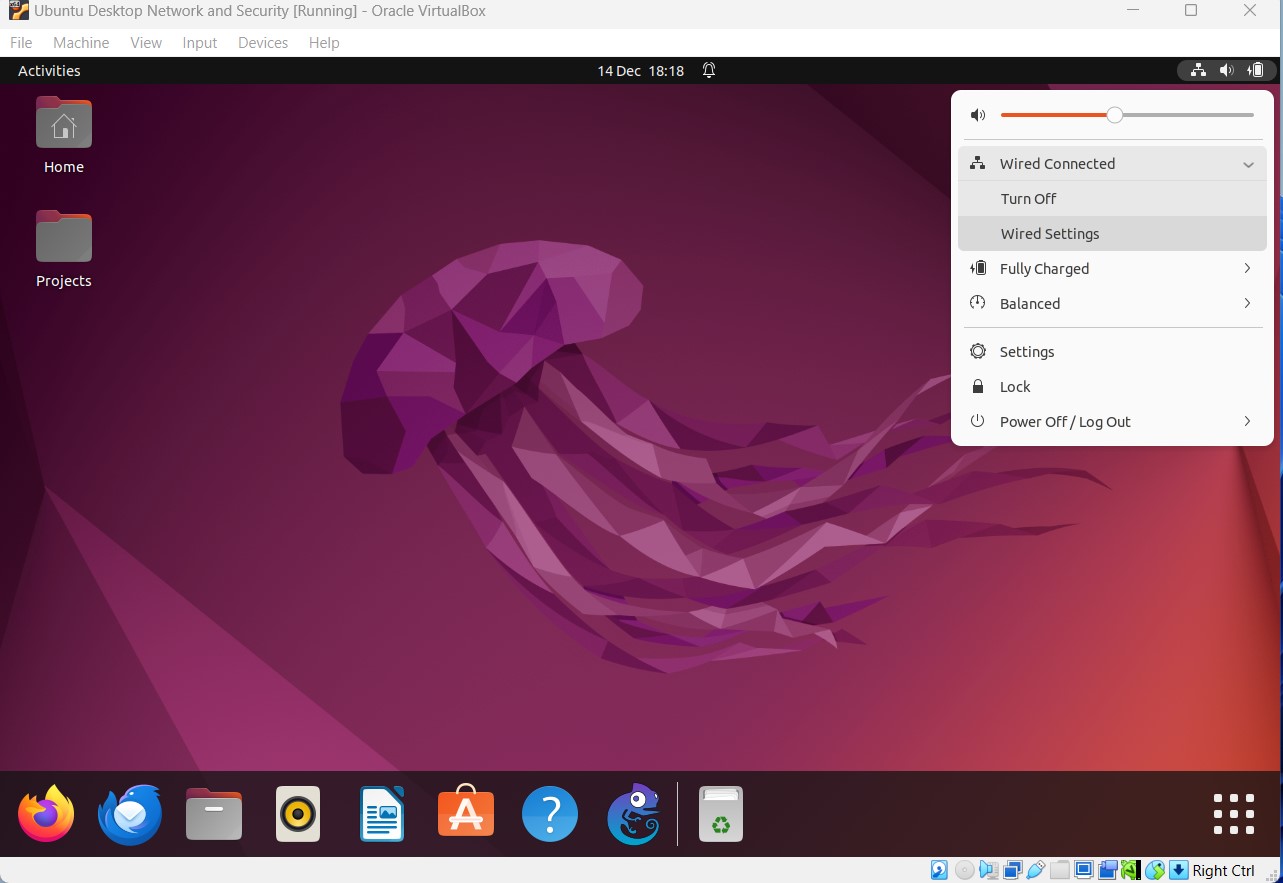 Ubuntu Desktop Network and Security [Running] - Oracle VirtualBox
File Machine View Input Devices Help
Activities 14 Dec 18:18
Home
Projects
Wired Connected
Turn Off
Wired Settings
Fully Charged
Balanced
Settings
Lock
Power Off / Log Out
Right Ctrl